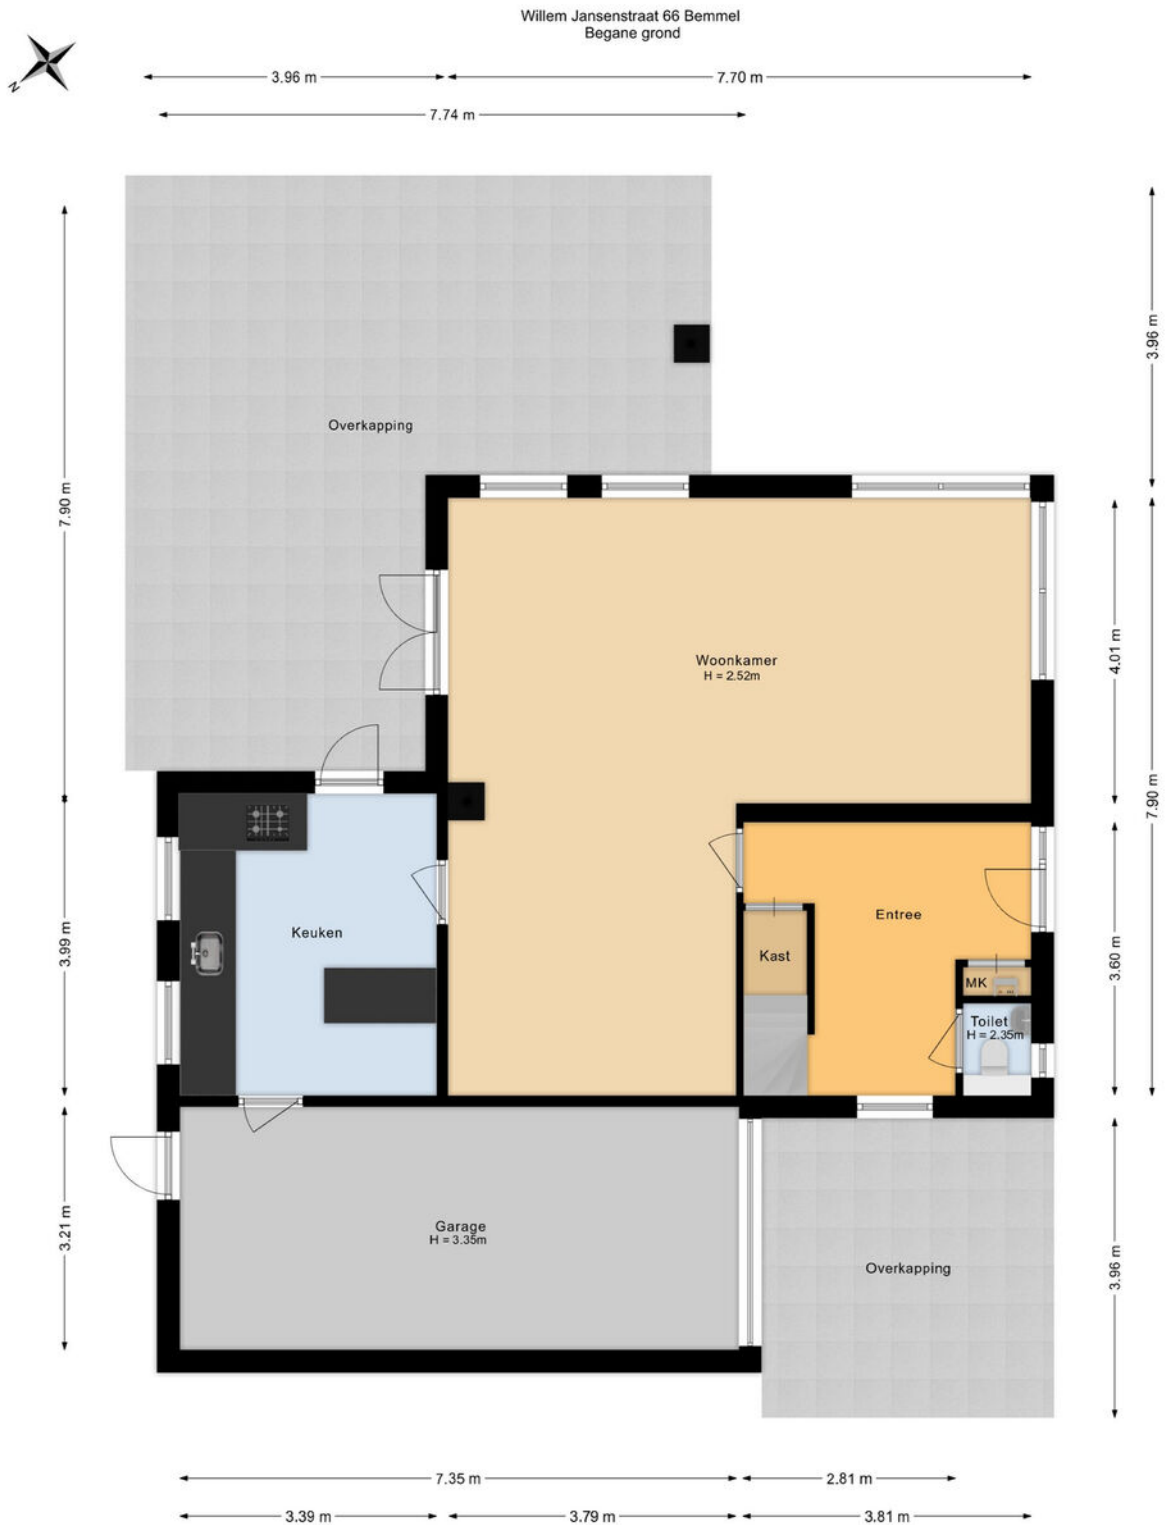 Willem Jansenstraat 66 Bemmel
Begane grond
N
3.96 m
7.70 m
7.74 m
3.96 m
7.90 m
Overkapping
Woonkamer
H = 2.52m
4.01 m
7.90 m
Keuken
3.99 m
Entree
Kast
MK
Toilet
H = 2.35m
3.60 m
Garage
H = 3.35m
3.21 m
Overkapping
3.96 m
7.35 m
2.81 m
3.39 m
3.79 m
3.81 m